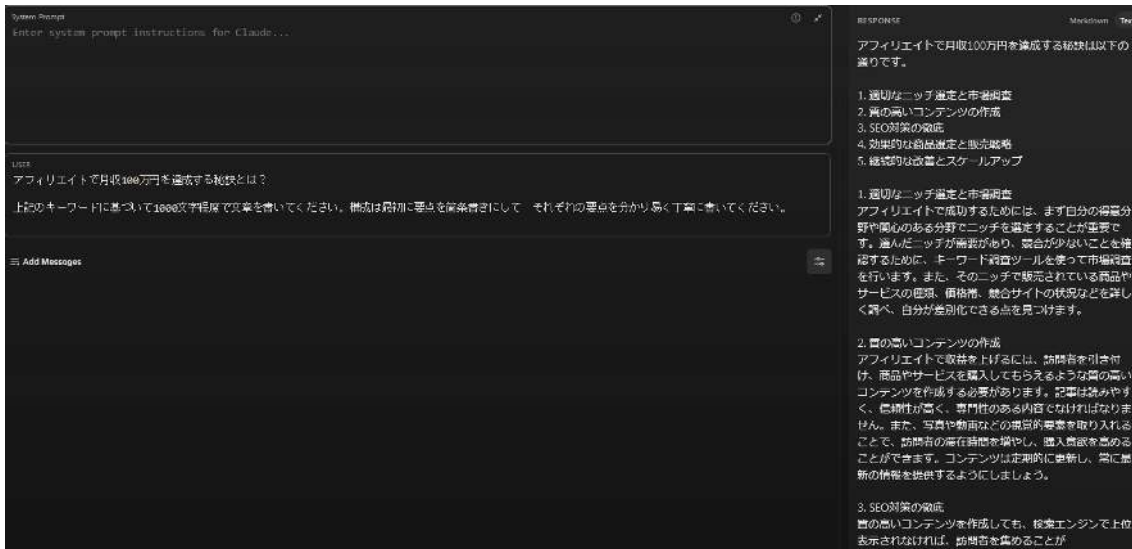 System Prompt
Enter system prompt instructions for Claude...
USER
アフィリエイトで月収100万円を達成する秘訣とは？
上記のキーワードに基づいて1000文字程度で文章を書いてください。構成は最初に要点を箇条書きにして　それぞれの要点を分かり易く丁寧に書いてください。
Add Messages
RESPONSE
Markdown Tex
アフィリエイトで月収100万円を達成する秘訣は以下の
通りです。
1. 適切なニッチ選定と市場調査
2. 質の高いコンテンツの作成
3. SEO対策の徹底
4. 効果的な商品選定と販売戦略
5. 継続的な改善とスケールアップ
1. 適切なニッチ選定と市場調査
アフィリエイトで成功するためには、まず自分の得意分
野や関心のある分野でニッチを選定することが重要で
す。選んだニッチが需要があり、競合が少ないことを確
認するために、キーワード調査ツールを使って市場調査
を行います。また、そのニッチで販売されている商品や
サービスの種類、価格帯、競合サイトの状況などを詳し
く調べ、自分が差別化できる点を見つけます。
2. 質の高いコンテンツの作成
アフィリエイトで収益を上げるには、訪問者を引き付
け、商品やサービスを購入してもらえるような質の高い
コンテンツを作成する必要があります。記事は読みやす
く、信頼性が高く、専門性のある内容でなければなりま
せん。また、写真や動画などの視覚的要素を取り入れる
ことで、訪問者の滞在時間を増やし、購入意欲を高める
ことができます。コンテンツは定期的に更新し、常に最
新の情報を提供するようにしましょう。
3. SEO対策の徹底
質の高いコンテンツを作成しても、検索エンジンで上位
表示されなければ、訪問者を集めることが